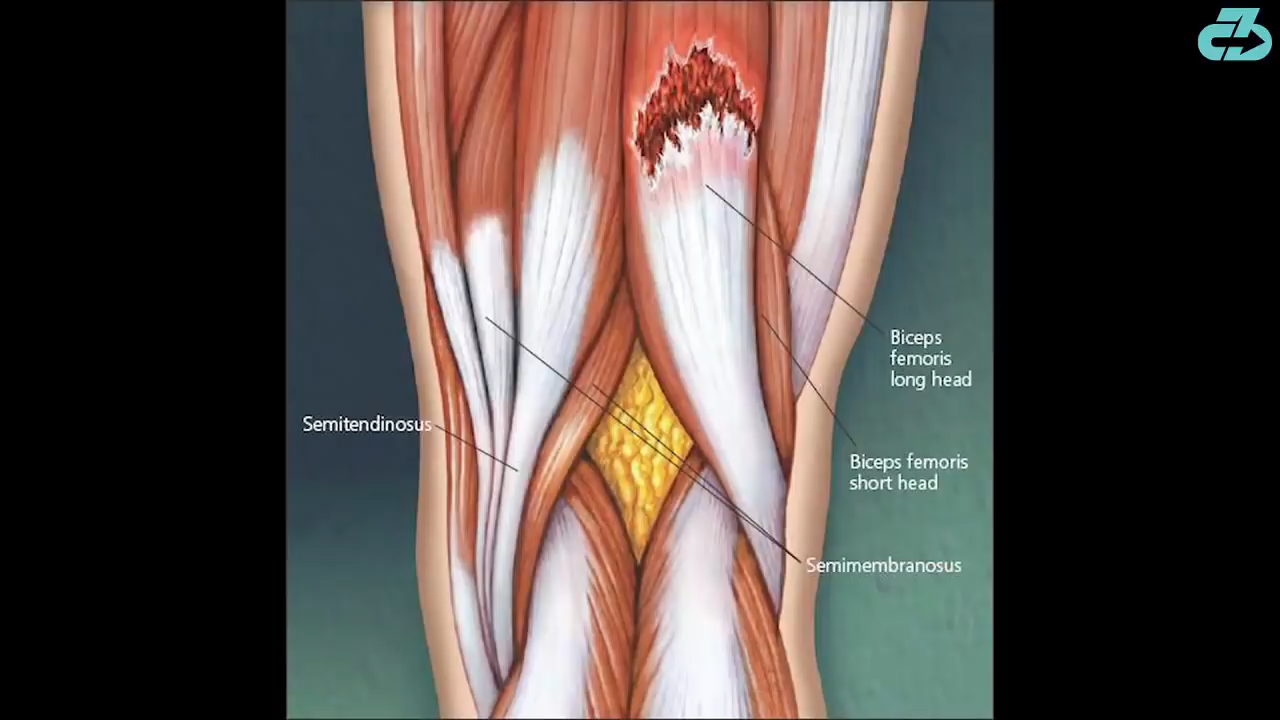 Biceps
femoris
long head
Semitendinosus
Biceps femoris
short head
Semimembranosus